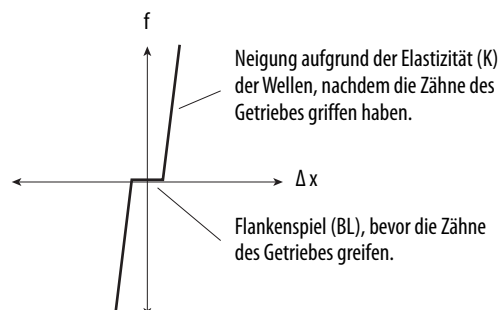 f
Neigung aufgrund der Elastizität (K)
der Wellen, nachdem die Zähne des
Getriebes griffen haben.
Δ x
Flankenspiel (BL), bevor die Zähne
des Getriebes greifen.